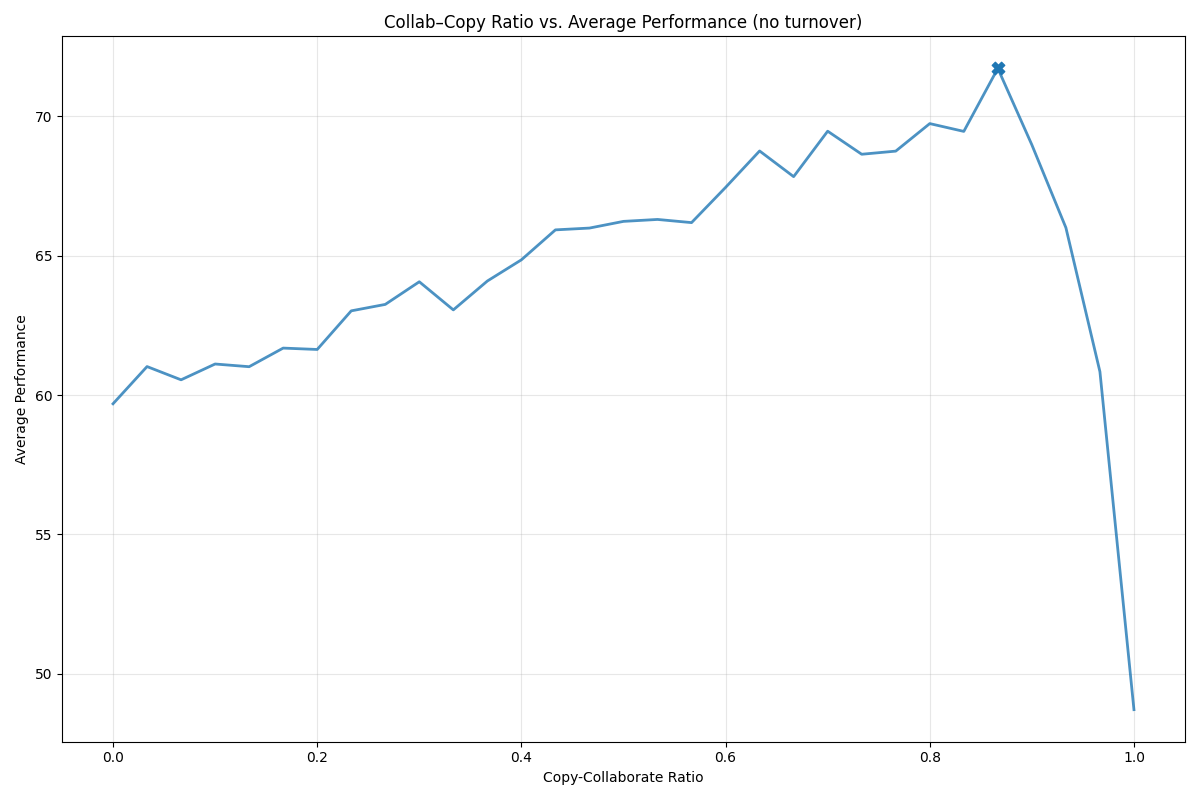 Collab–Copy Ratio vs. Average Performance (no turnover)
Average Performance
70
65
60
55
50
0.0 0.2 0.4 0.6 0.8 1.0
Copy-Collaborate Ratio